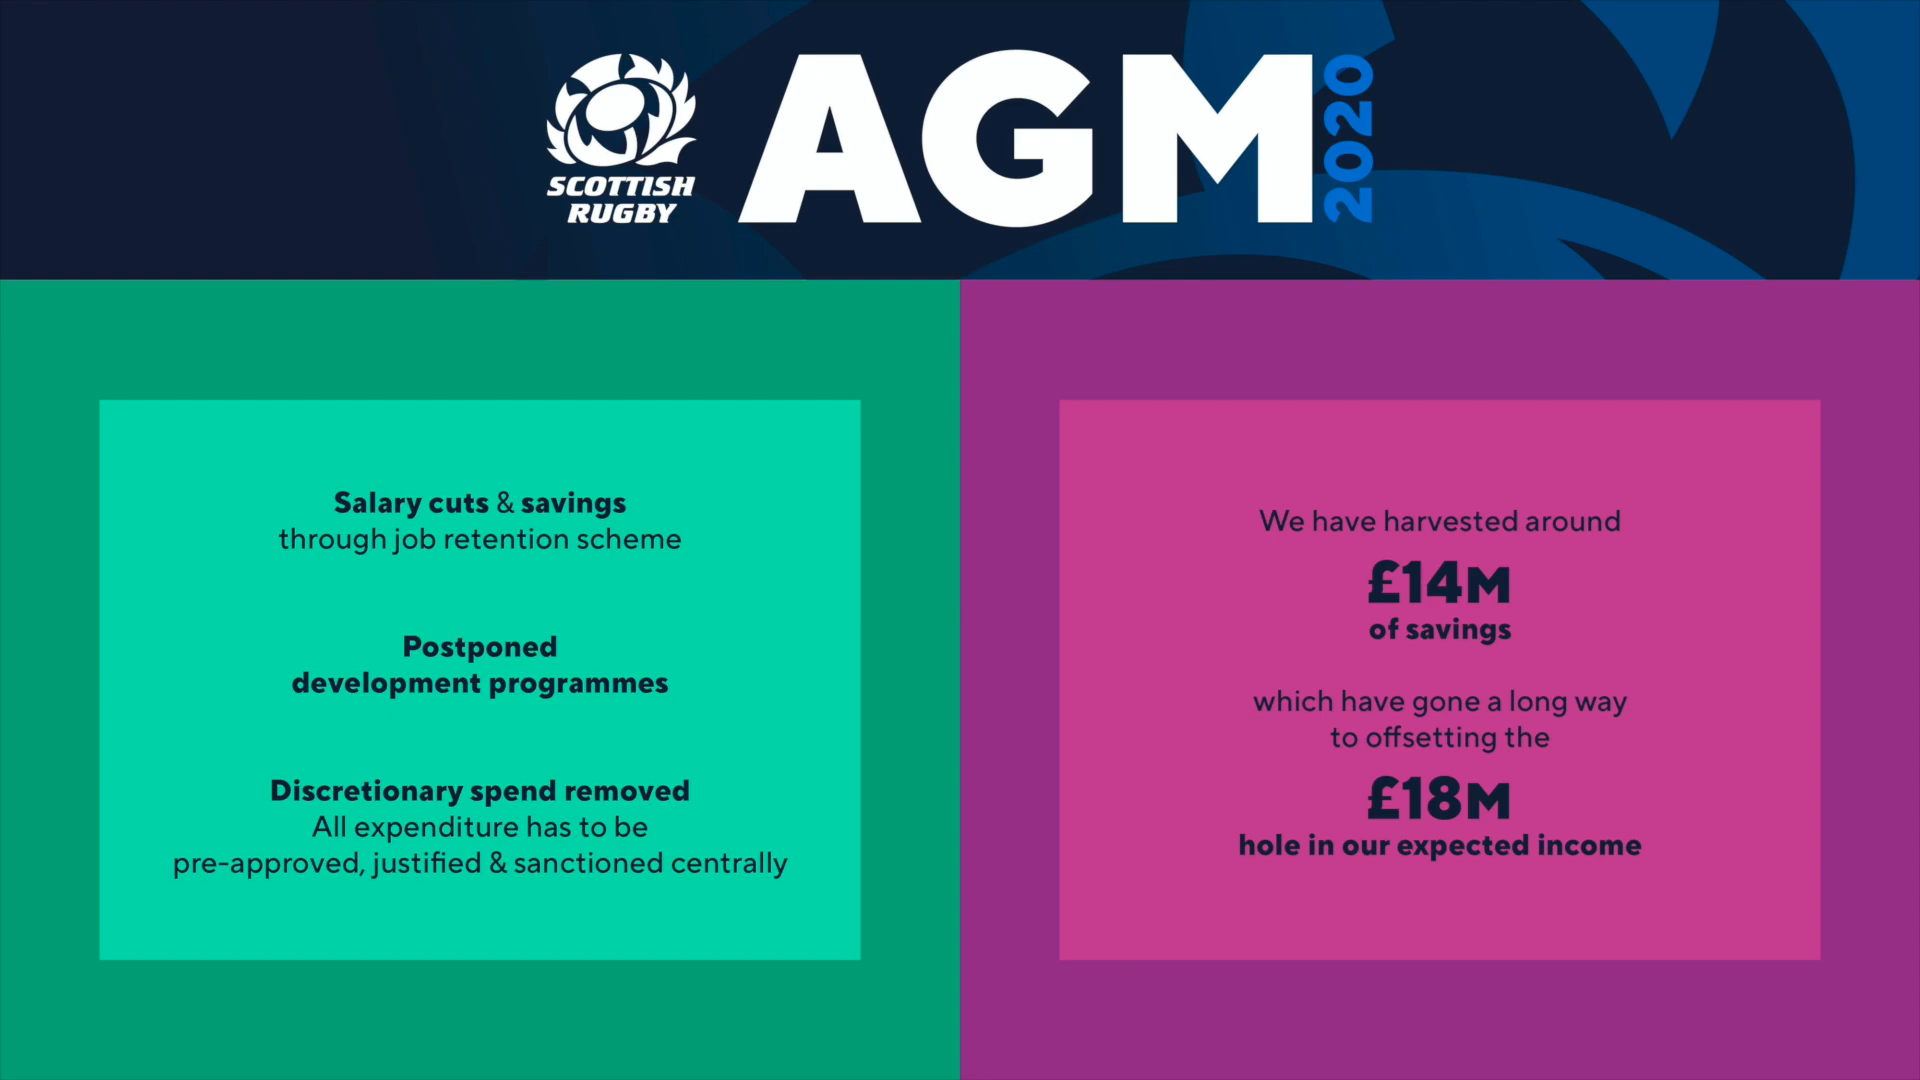 SCOTTISH
RUGBY
AGM
2020
Salary cuts & savings
through job retention scheme
Postponed
development programmes
Discretionary spend removed
All expenditure has to be
pre-approved, justified & sanctioned centrally
We have harvested around
£14M
of savings
which have gone a long way
to offsetting the
£18M
hole in our expected income